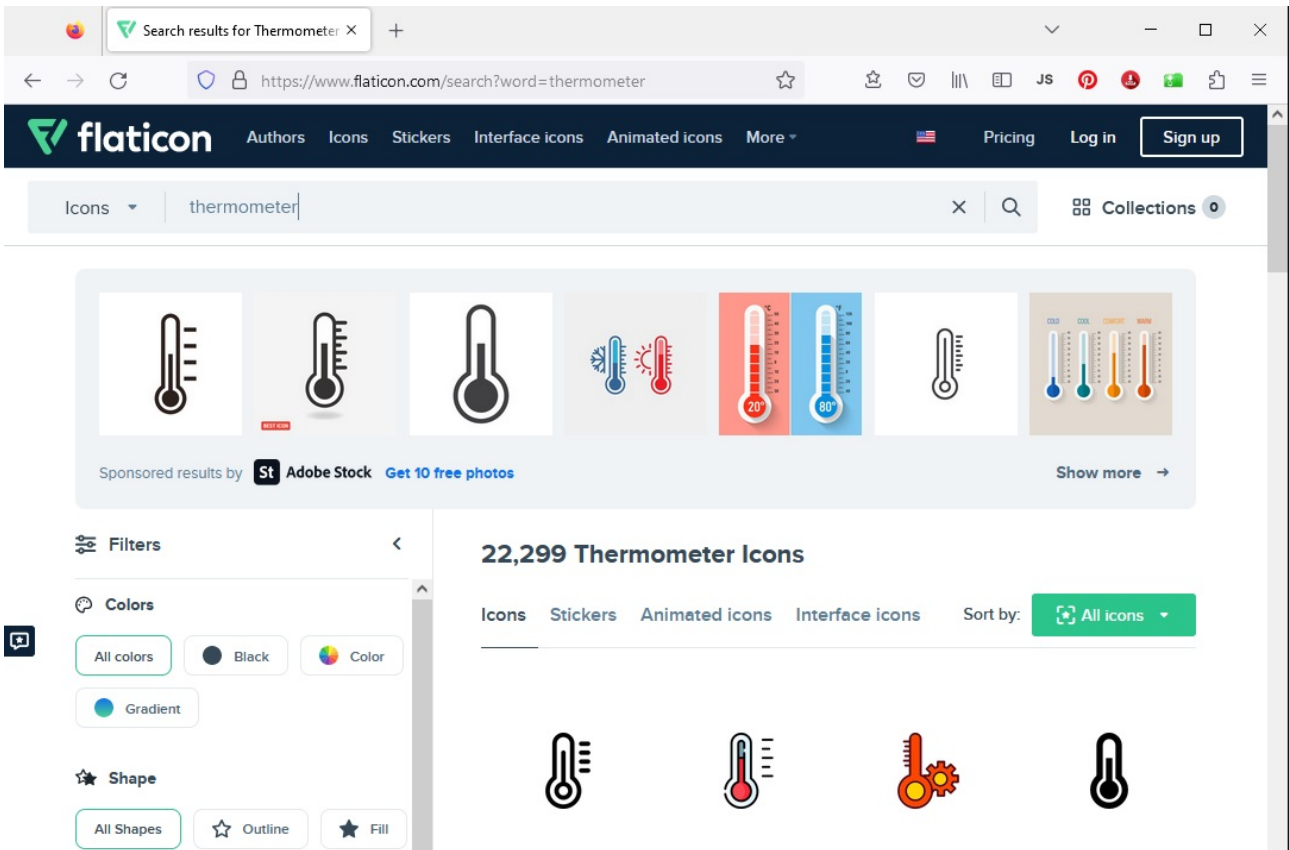 Search results for Thermometer
https://www.flaticon.com/search?word=thermometer
JS
flaticon Authors Icons Stickers Interface icons Animated icons More Pricing Log in Sign up
Icons thermometer Collections 0
BEST ICON
20°
80°
°C
°F
COLD COOL COMFORT WARM
Sponsored results by St Adobe Stock Get 10 free photos Show more →
Filters
22,299 Thermometer Icons
Colors
Icons Stickers Animated icons Interface icons Sort by: All icons
All colors Black Color
Gradient
Shape
All Shapes Outline Fill